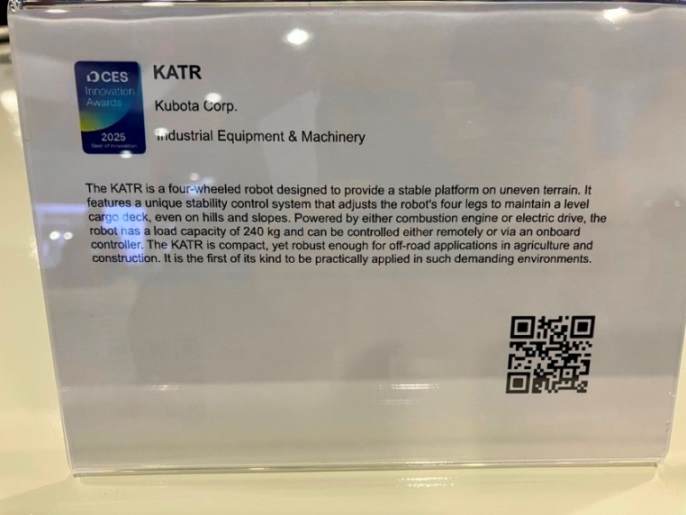 CES
Innovation
Awards
2025
Best of Innovation
KATR
Kubota Corp.
Industrial Equipment & Machinery
The KATR is a four-wheeled robot designed to provide a stable platform on uneven terrain. It
features a unique stability control system that adjusts the robot's four legs to maintain a level
cargo deck, even on hills and slopes. Powered by either combustion engine or electric drive, the
robot has a load capacity of 240 kg and can be controlled either remotely or via an onboard
controller. The KATR is compact, yet robust enough for off-road applications in agriculture and
construction. It is the first of its kind to be practically applied in such demanding environments.